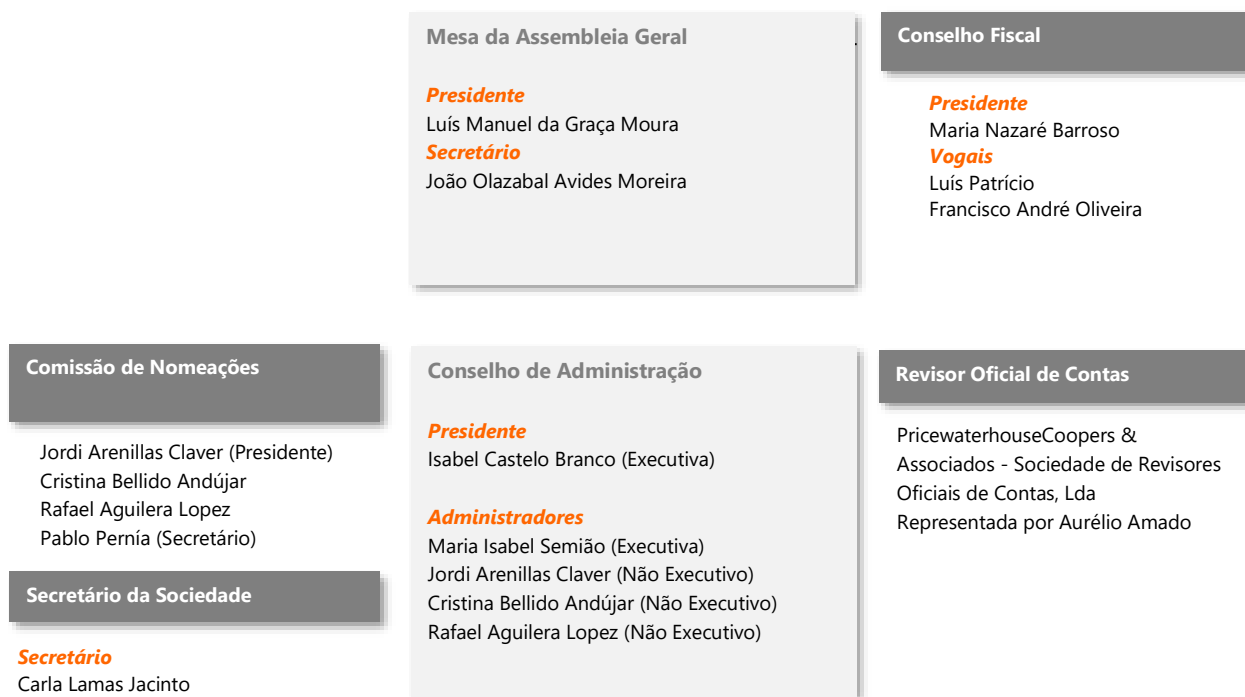 Mesa da Assembleia Geral
Presidente
Luís Manuel da Graça Moura
Secretário
João Olazabal Avides Moreira
.
Conselho Fiscal
Presidente
Maria Nazaré Barroso
Vogais
Luís Patrício
Francisco André Oliveira
Comissão de Nomeações
Jordi Arenillas Claver (Presidente)
Cristina Bellido Andújar
Rafael Aguilera Lopez
Pablo Pernía (Secretário)
Secretário da Sociedade
Secretário
Carla Lamas Jacinto
Conselho de Administração
Presidente
Isabel Castelo Branco (Executiva)
Administradores
Maria Isabel Semião (Executiva)
Jordi Arenillas Claver (Não Executivo)
Cristina Bellido Andújar (Não Executivo)
Rafael Aguilera Lopez (Não Executivo)
Revisor Oficial de Contas
PricewaterhouseCoopers &
Associados - Sociedade de Revisores
Oficiais de Contas, Lda
Representada por Aurélio Amado